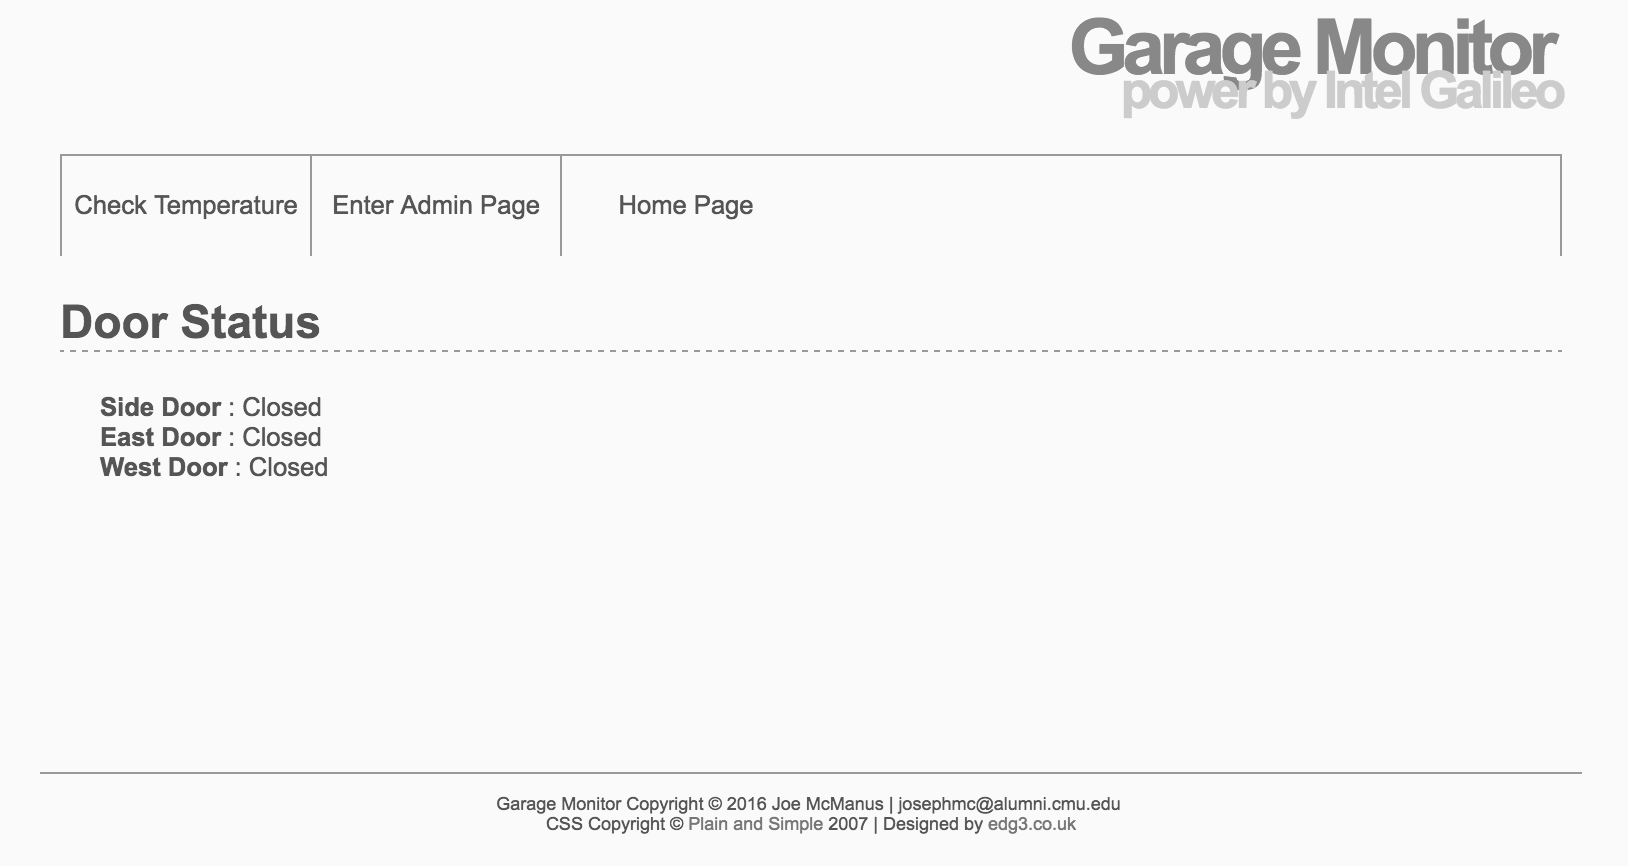 Garage Monitor
power by Intel Galileo
Check Temperature Enter Admin Page Home Page
Door Status
Side Door : Closed
East Door : Closed
West Door : Closed
Garage Monitor Copyright © 2016 Joe McManus | josephmc@alumni.cmu.edu
CSS Copyright © Plain and Simple 2007 | Designed by edg3.co.uk